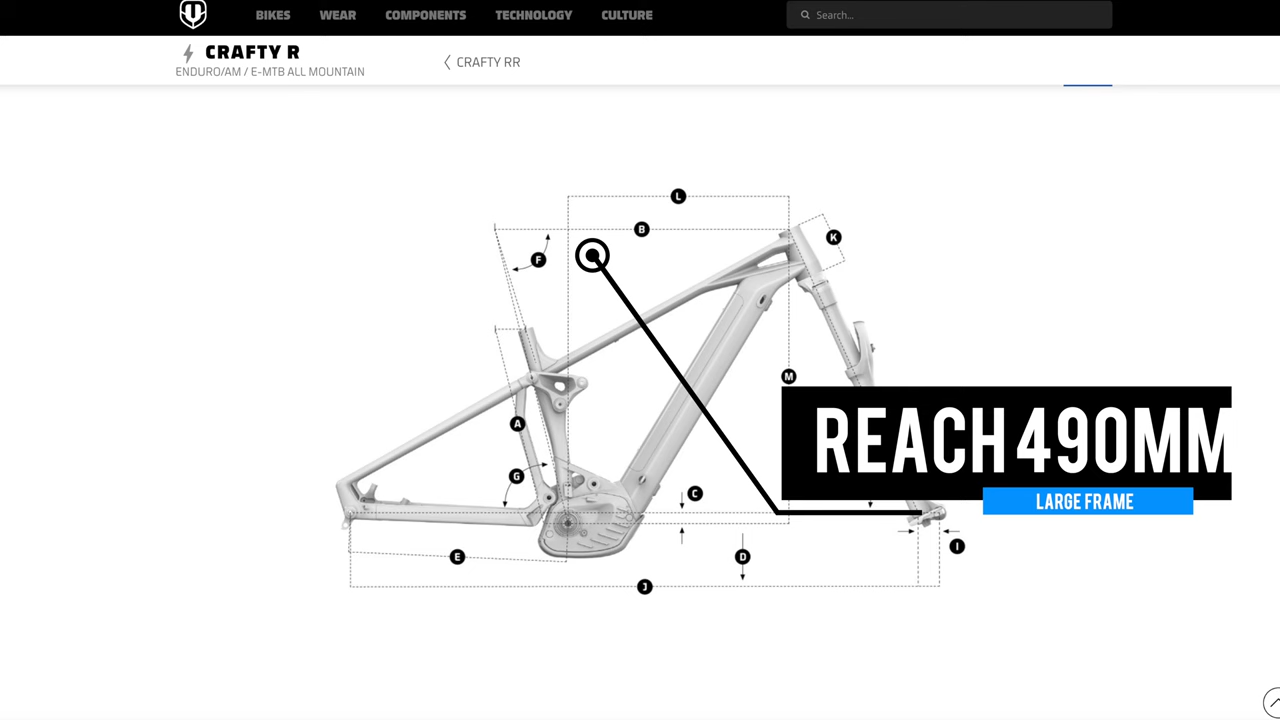 BIKES WEAR COMPONENTS TECHNOLOGY CULTURE Search...
CRAFTY R
ENDURO/AM / E-MTB ALL MOUNTAIN
CRAFTY RR
L
B
K
F
M
A
REACH 490MM
G
C
LARGE FRAME
E
D
I
J